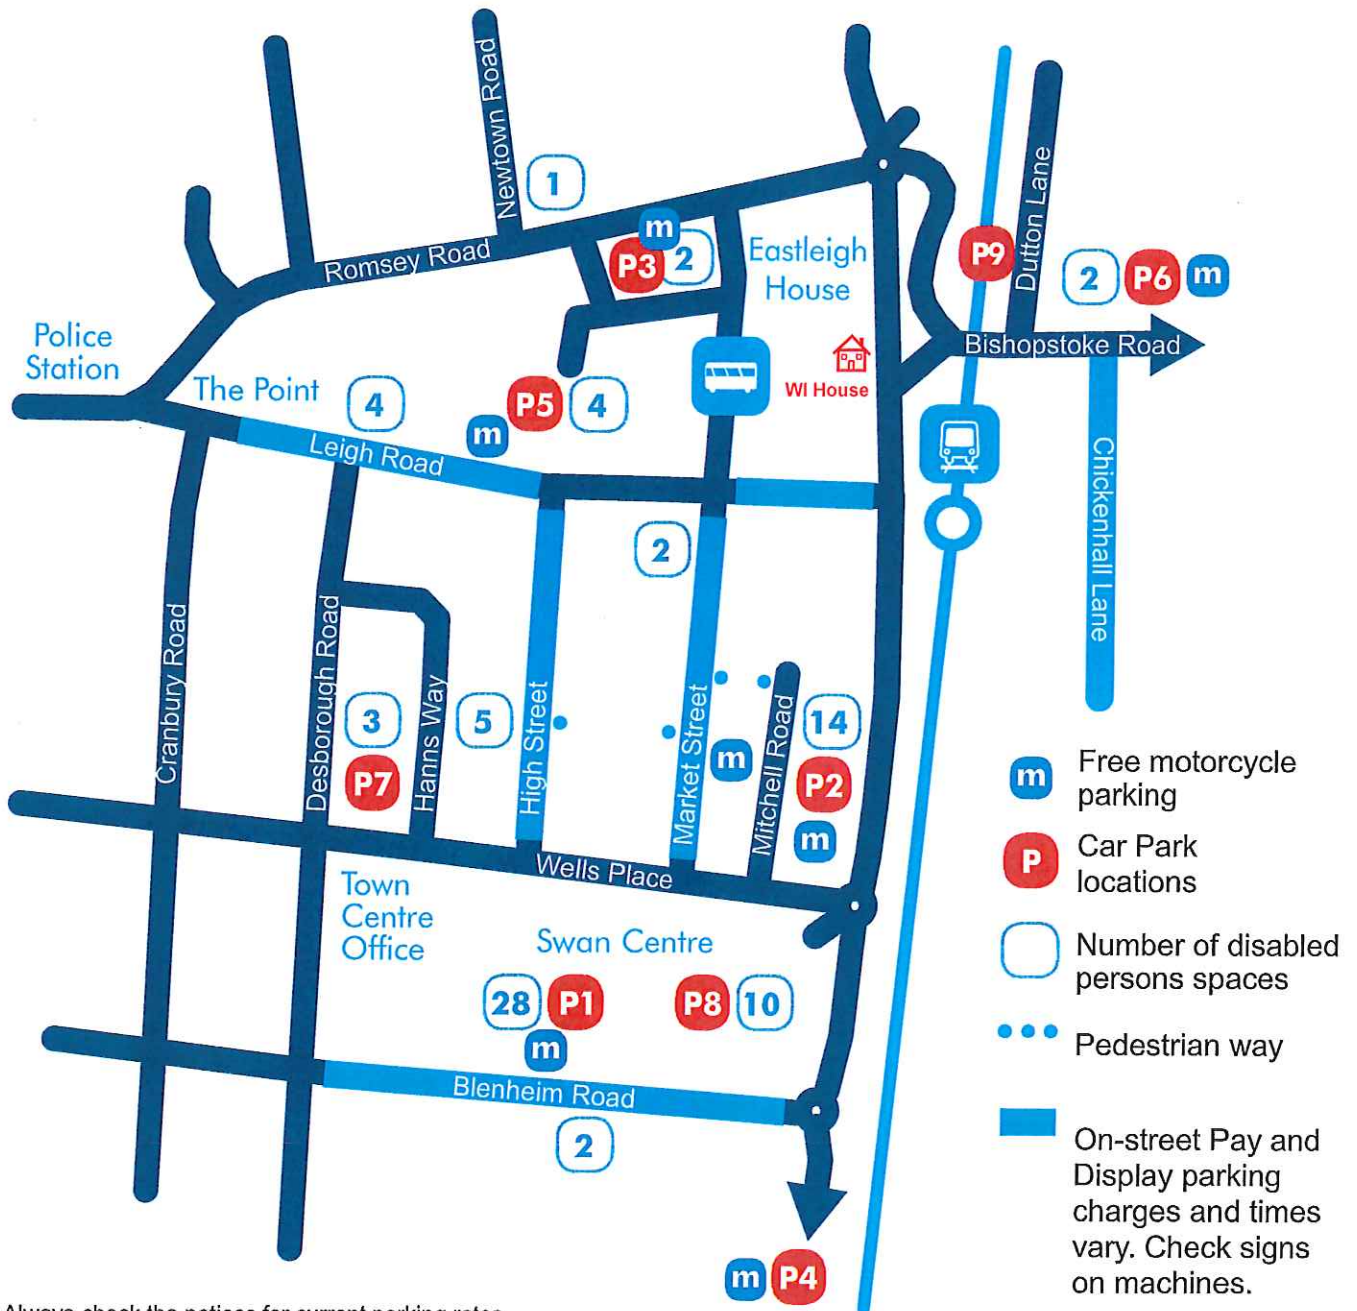 Newtown Road
1
Romsey Road
m
P3
2
Eastleigh
House
P9
Dutton Lane
2
P6
m
Police
Station
Bishopstoke Road
WI House
The Point
4
P5
4
m
Leigh Road
Chickenhall Lane
2
Cranbury Road
Desborough Road
3
P7
Hanns Way
5
High Street
Market Street
m
Mitchell Road
14
P2
m
Wells Place
Town
Centre
Office
Swan Centre
28
P1
P8
10
m
Blenheim Road
2
m
P4
m
Free motorcycle
parking
P
Car Park
locations
Number of disabled
persons spaces
Pedestrian way
On-street Pay and
Display parking
charges and times
vary. Check signs
on machines.